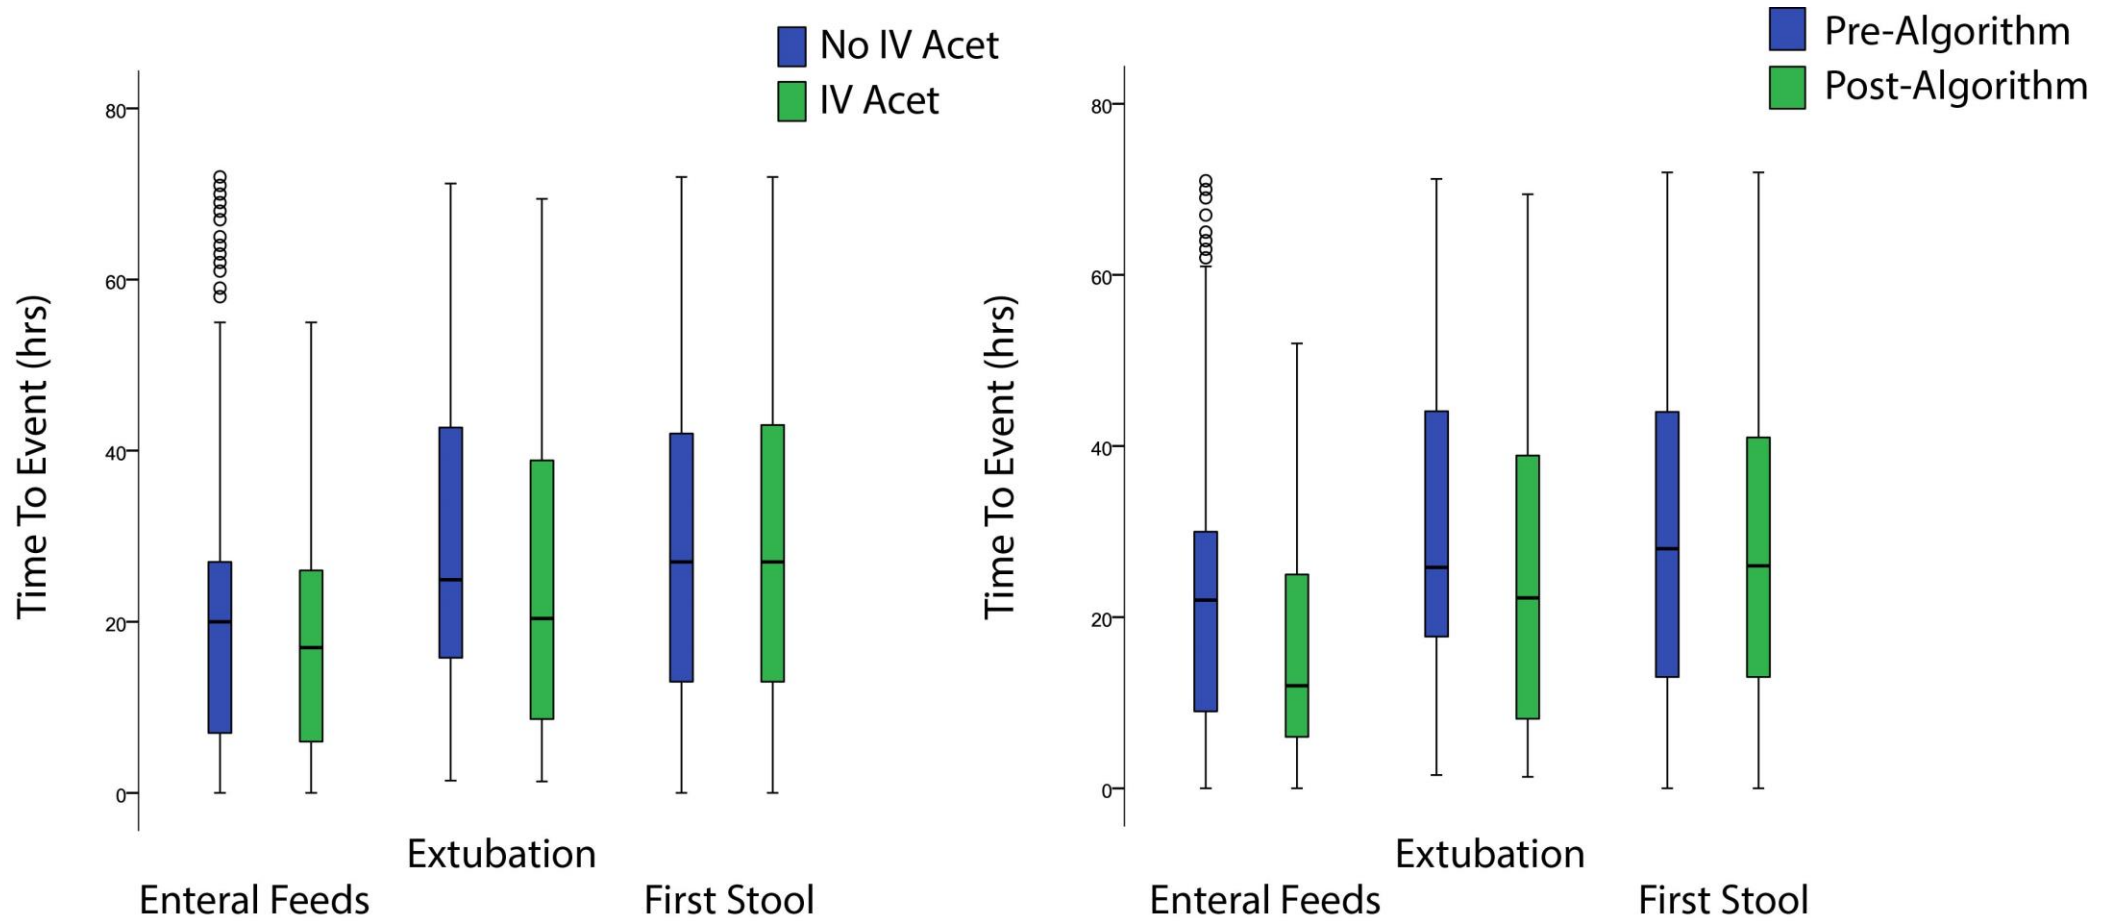 No IV Acet
IV Acet
80
60
40
20
0
Time To Event (hrs)
Extubation
Enteral Feeds
First Stool
Pre-Algorithm
Post-Algorithm
80
60
40
20
0
Time To Event (hrs)
Extubation
Enteral Feeds
First Stool